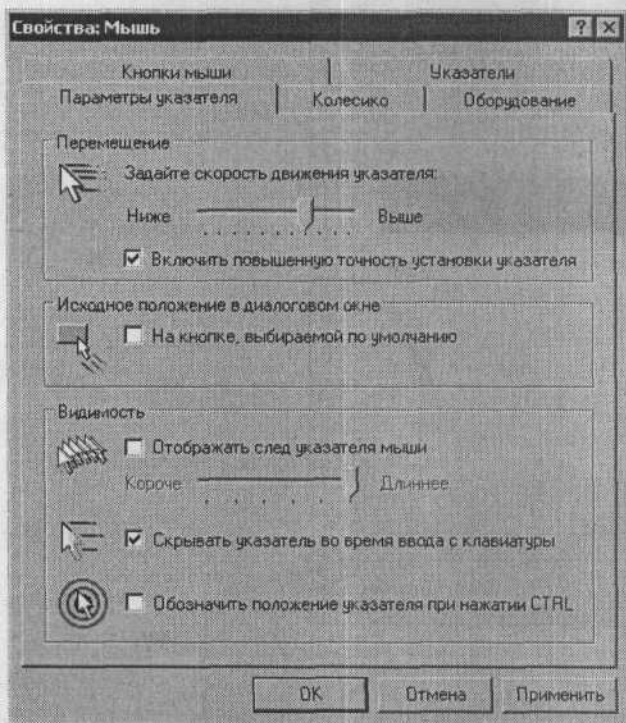 Свойства: Мышь
Кнопки мыши
Указатели
Параметры указателя
Колесико
Оборудование
Перемещение
Задайте скорость движения указателя:
Ниже
Выше
Включить повышенную точность установки указателя
Исходное положение в диалоговом окне
На кнопке, выбираемой по умолчанию
Видимость
Отображать след указателя мыши
Короче
Длиннее
Скрывать указатель во время ввода с клавиатуры
Обозначить положение указателя при нажатии CTRL
OK
Отмена
Применить